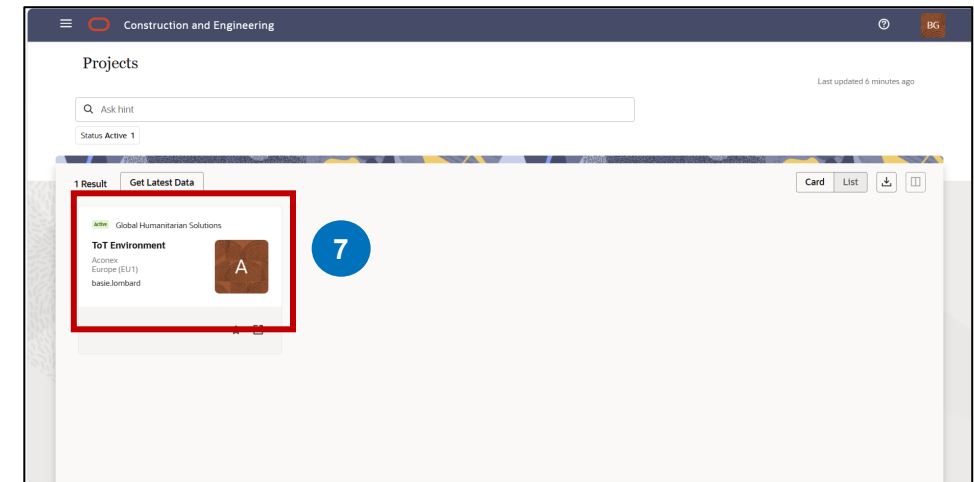 Construction and Engineering
BG
Projects
Last updated 6 minutes ago
Ask hint
Status Active 1
1 Result Get Latest Data
Card List
Active Global Humanitarian Solutions
ToT Environment
Aconex
Europe (EU1)
basie.lombard
A
7